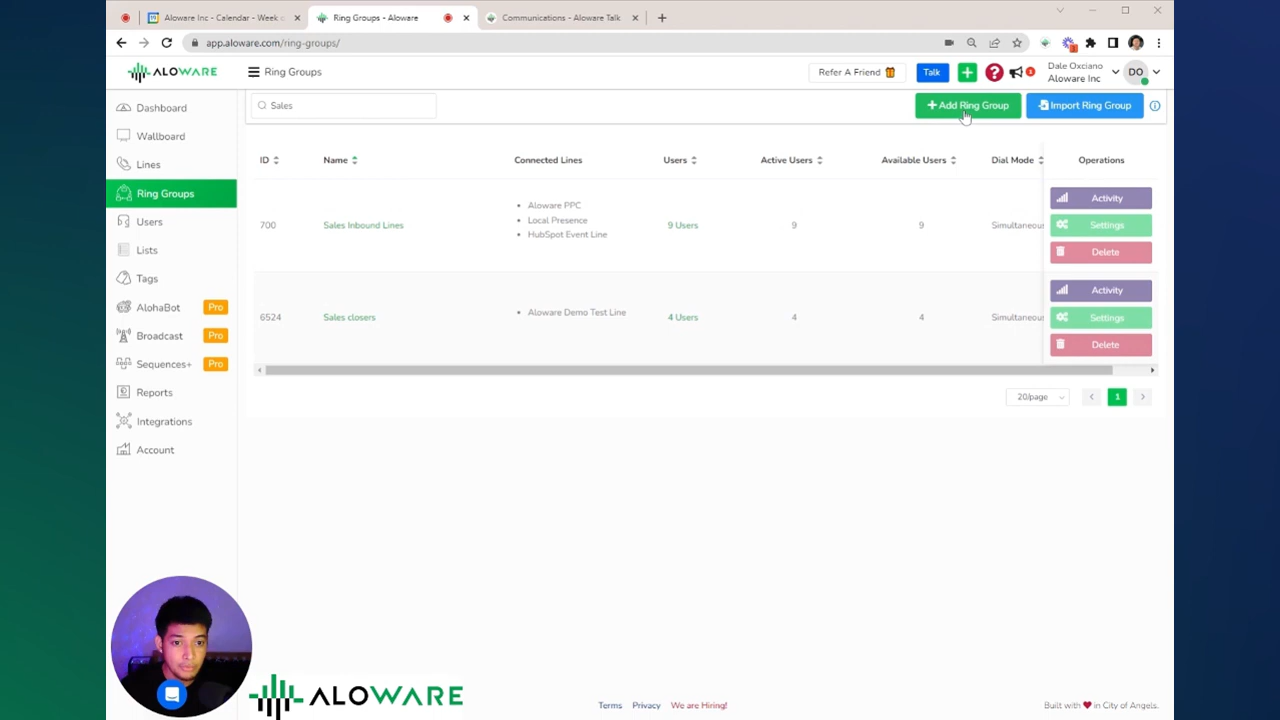 Aloware Inc - Calendar - Week o
Ring Groups - Aloware
Communications - Aloware Talk
app.aloware.com/ring-groups/
ALOWARE
Ring Groups
Refer A Friend
Talk
1
Dale Oxciano
Aloware Inc
DO
Dashboard
Wallboard
Lines
Ring Groups
Users
Lists
Tags
AlohaBot Pro
Broadcast Pro
Sequences+ Pro
Reports
Integrations
Account
Sales
+ Add Ring Group
Import Ring Group
ID Name Connected Lines Users Active Users Available Users Dial Mode Operations
700 Sales Inbound Lines
Aloware PPC
Local Presence
HubSpot Event Line
9 Users 9 9 Simultaneou
Activity
Settings
Delete
6524 Sales closers
Aloware Demo Test Line
4 Users 4 4 Simultaneou
Activity
Settings
Delete
20/page
1
ALOWARE
Terms Privacy We are Hiring!
Built with ❤ in City of Angels.